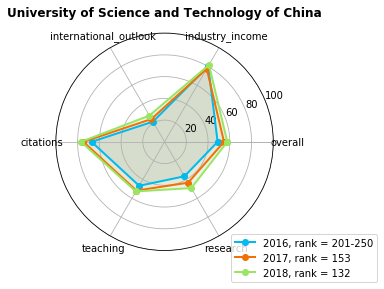 University of Science and Technology of China
international_outlook
industry_income
100
80
60
40
20
citations
overall
teaching
research
2016, rank = 201-250
2017, rank = 153
2018, rank = 132